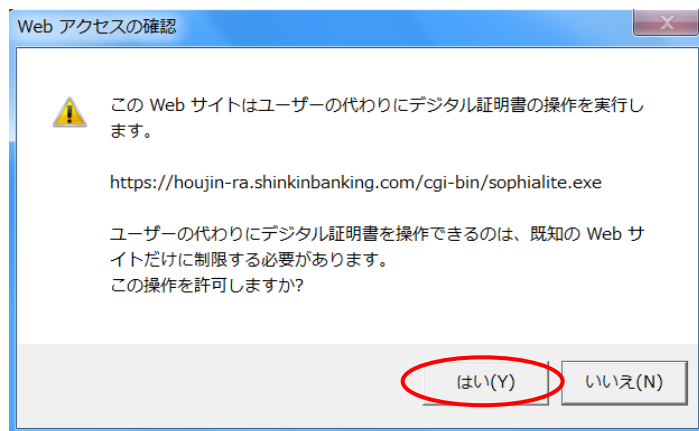 Web アクセスの確認
この Web サイトはユーザーの代わりにデジタル証明書の操作を実行し
ます。
https://houjin-ra.shinkinbanking.com/cgi-bin/sophialite.exe
ユーザーの代わりにデジタル証明書を操作できるのは、既知の Web サ
イトだけに制限する必要があります。
この操作を許可しますか?
はい(Y)
いいえ(N)